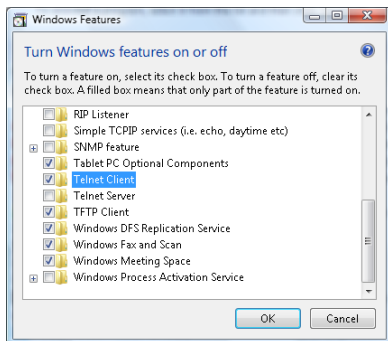 Windows Features
Turn Windows features on or off
To turn a feature on, select its check box. To turn a feature off, clear its
check box. A filled box means that only part of the feature is turned on.
RIP Listener
Simple TCPIP services (i.e. echo, daytime etc)
SNMP feature
Tablet PC Optional Components
Telnet Client
Telnet Server
TFTP Client
Windows DFS Replication Service
Windows Fax and Scan
Windows Meeting Space
Windows Process Activation Service
OK
Cancel